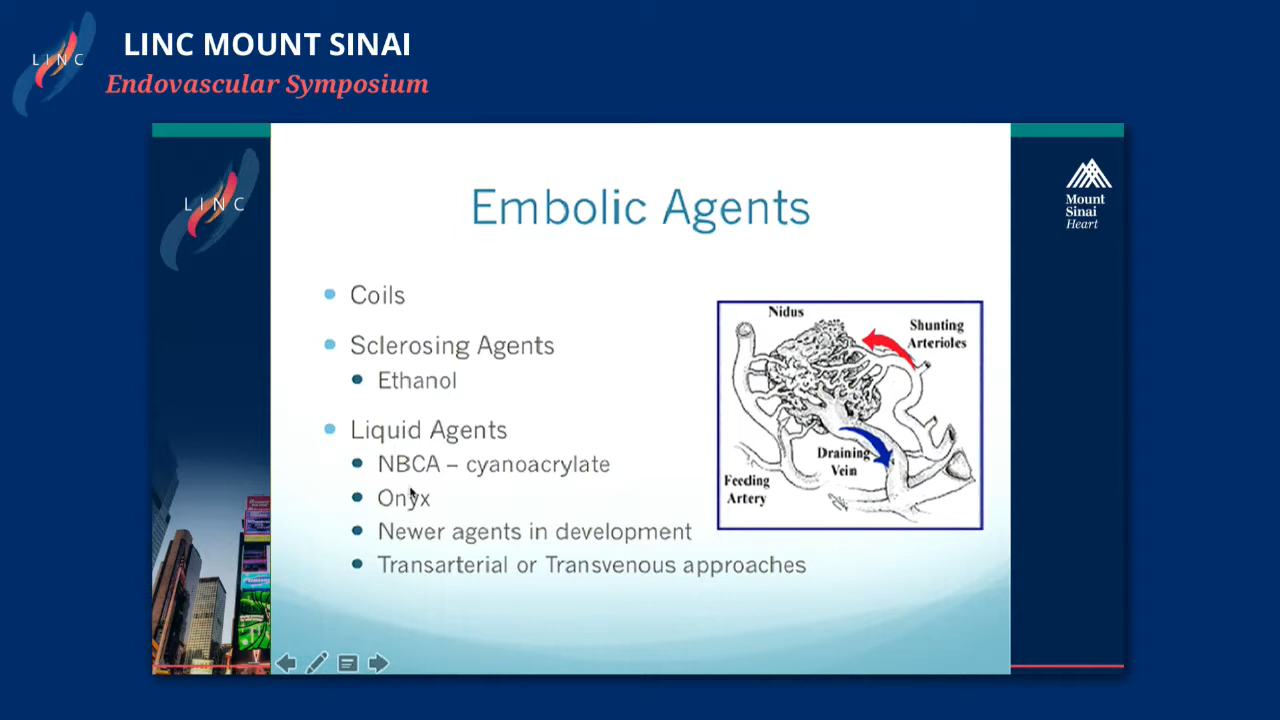 LINC
LINC MOUNT SINAI
Endovascular Symposium
LINC
Mount
Sinai
Heart
Embolic Agents
Coils
Sclerosing Agents
Ethanol
Liquid Agents
NBCA – cyanoacrylate
Onyx
Newer agents in development
Transarterial or Transvenous approaches
Nidus
Shunting
Arterioles
Draining
Vein
Feeding
Artery